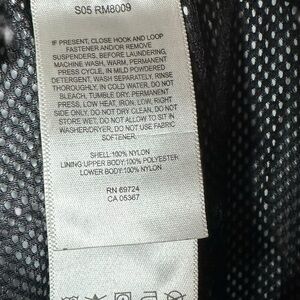 S05 RM8009
IF PRESENT, CLOSE HOOK AND LOOP
FASTENER AND/OR REMOVE
SUSPENDERS, BEFORE LAUNDERING,
MACHINE WASH, WARM, PERMANENT
PRESS CYCLE, IN MILD POWDERED
DETERGENT, WASH SEPARATELY, RINSE
THOROUGHLY, IN COLD WATER, DO NOT
BLEACH, TUMBLE DRY, PERMANENT
PRESS, LOW HEAT, IRON, LOW, RIGHT
SIDE, DO NOT DRY CLEAN, DO NOT
STORE WET, DO NOT ALLOW TO SIT IN
WASHER/DRYER, DO NOT USE FABRIC
SOFTENER.
SHELL:100% NYLON
LINING UPPER BODY:100% POLYESTER
LOWER BODY:100% NYLON
RN 69724
CA 05367